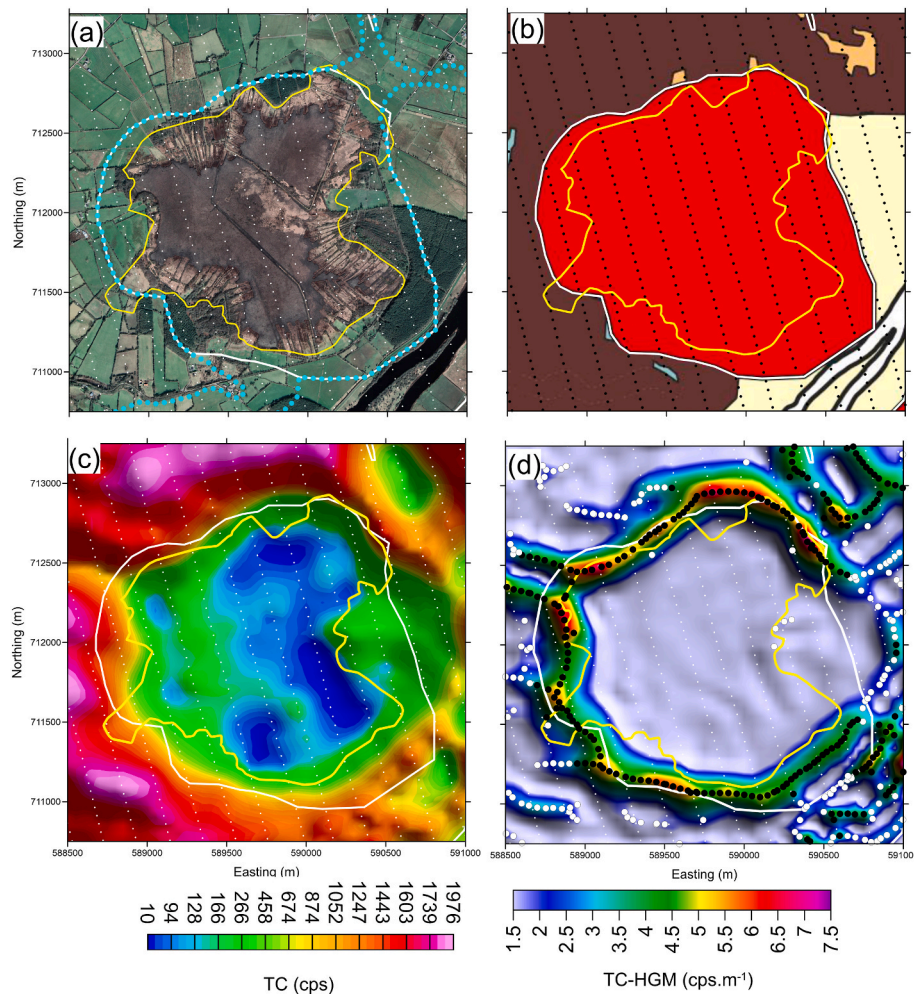 (a)
(b)
713000
712500
712000
711500
711000
Northing (m)
(c)
(d)
713000
712500
712000
711500
711000
Northing (m)
588500 589000 589500 590000 590500 591000
588500 589000 589500 590000 590500 59100
Easting (m)
Easting (m)
10 94 128 166 266 458 674 874 1052 1247 1443 1603 1739 1976
TC (cps)
1.5 2 2.5 3 3.5 4 4.5 5 5.5 6 6.5 7 7.5
TC-HGM (cps.m-1)